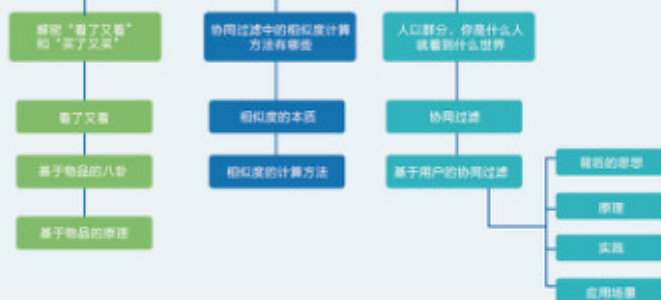 解密“看了又看”
和“买了又买”
看了又看
基于物品的八卦
基于物品的原理
协同过滤中的相似度计算
方法有哪些
相似度的本质
相似度的计算方法
人以群分，你是什么人
就看到什么世界
协同过滤
基于用户的协同过滤
背后的思想
原理
实践
应用场景